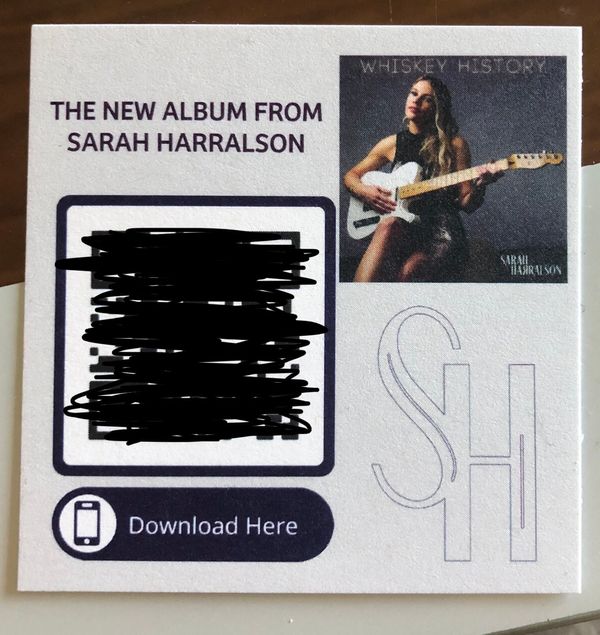 THE NEW ALBUM FROM
SARAH HARRALSON
WHISKEY HISTORY
SARAH
HARRALSON
SH
Download Here